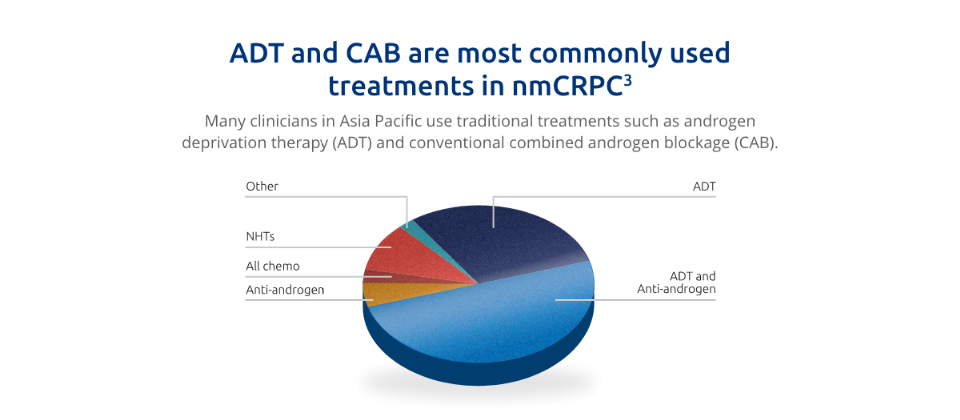 ADT and CAB are most commonly used
treatments in nmCRPC³
Many clinicians in Asia Pacific use traditional treatments such as androgen
deprivation therapy (ADT) and conventional combined androgen blockage (CAB).
Other
ADT
NHTs
All chemo
Anti-androgen
ADT and
Anti-androgen